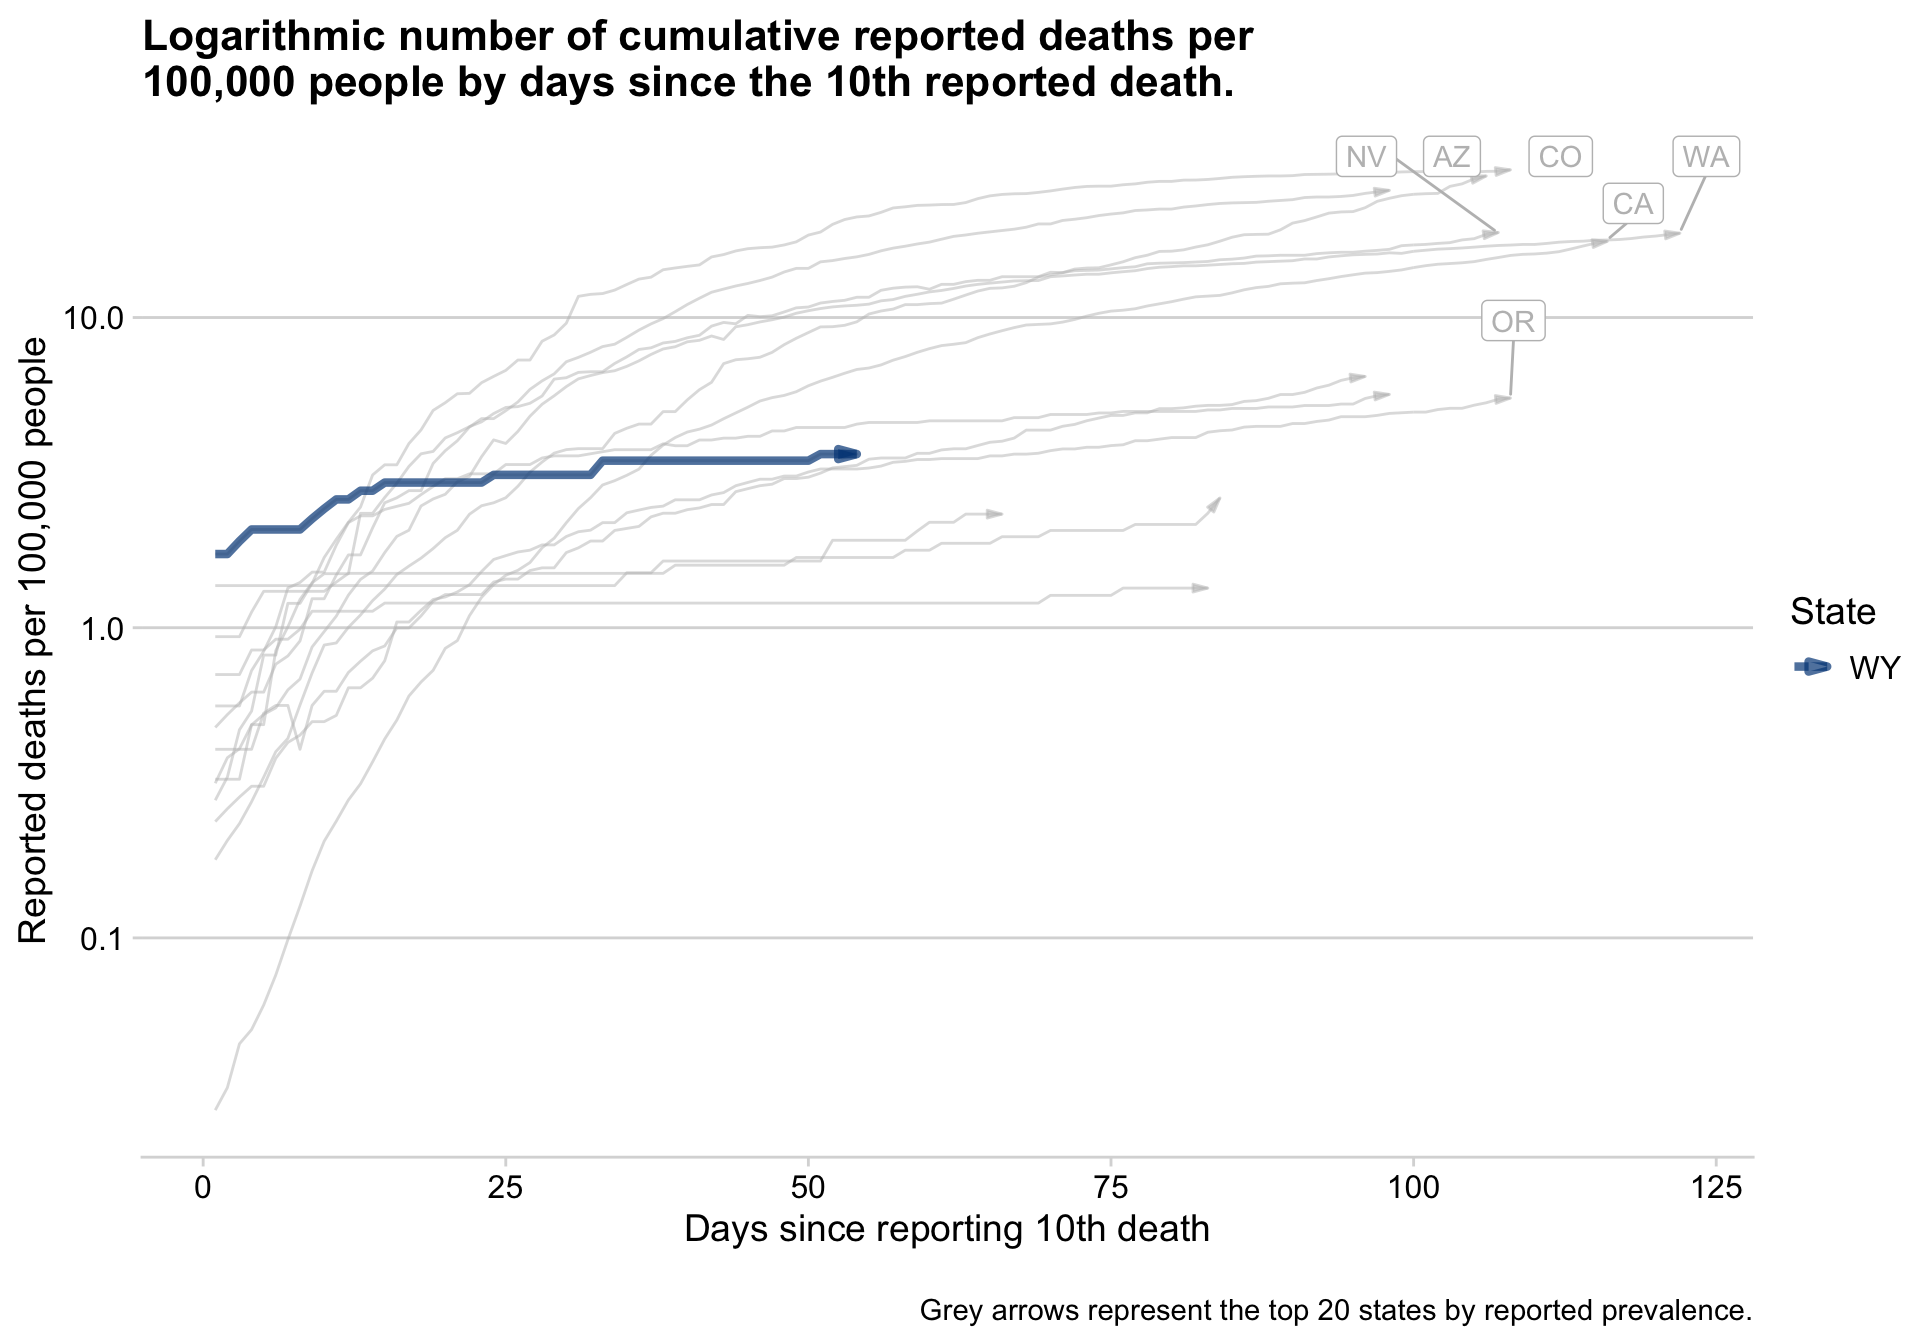 Logarithmic number of cumulative reported deaths per
100,000 people by days since the 10th reported death.
NV
AZ
CO
WA
CA
OR
10.0
1.0
0.1
Reported deaths per 100,000 people
0
25
50
75
100
125
Days since reporting 10th death
State
WY
Grey arrows represent the top 20 states by reported prevalence.